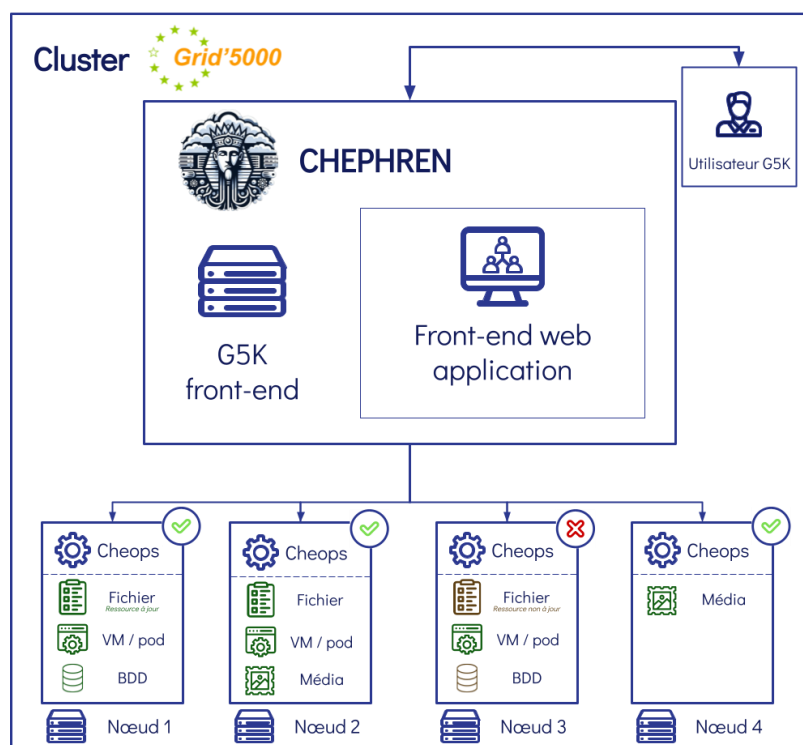 Cluster
Grid'5000
Utilisateur G5K
CHEPHREN
G5K
front-end
Front-end web
application
Cheops
Fichier
Ressource à jour
VM / pod
BDD
Nœud 1
Cheops
Fichier
VM / pod
Média
Nœud 2
Cheops
Fichier
Ressource non à jour
VM / pod
BDD
Nœud 3
Cheops
Média
Nœud 4